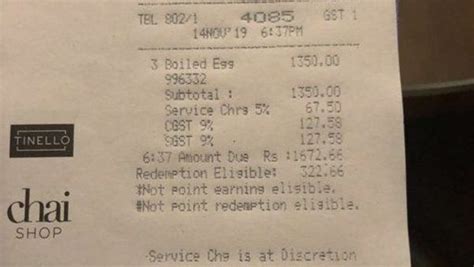 TBL 802/1 4085 GST 1
14NOV'19 6:37PM
3 Boiled Egg 1350.00
996332
Subtotal : 1350.00
Service Chrg 5% 67.50
CGST 9% 127.58
SGST 9% 127.58
6:37 Amount Due Rs :1672.66
Redemption Eligible: 322.66
#Not point earning eligible.
#Not point redemption eligible.
-Service Chg is at Discretion
TINELLO
chai
SHOP